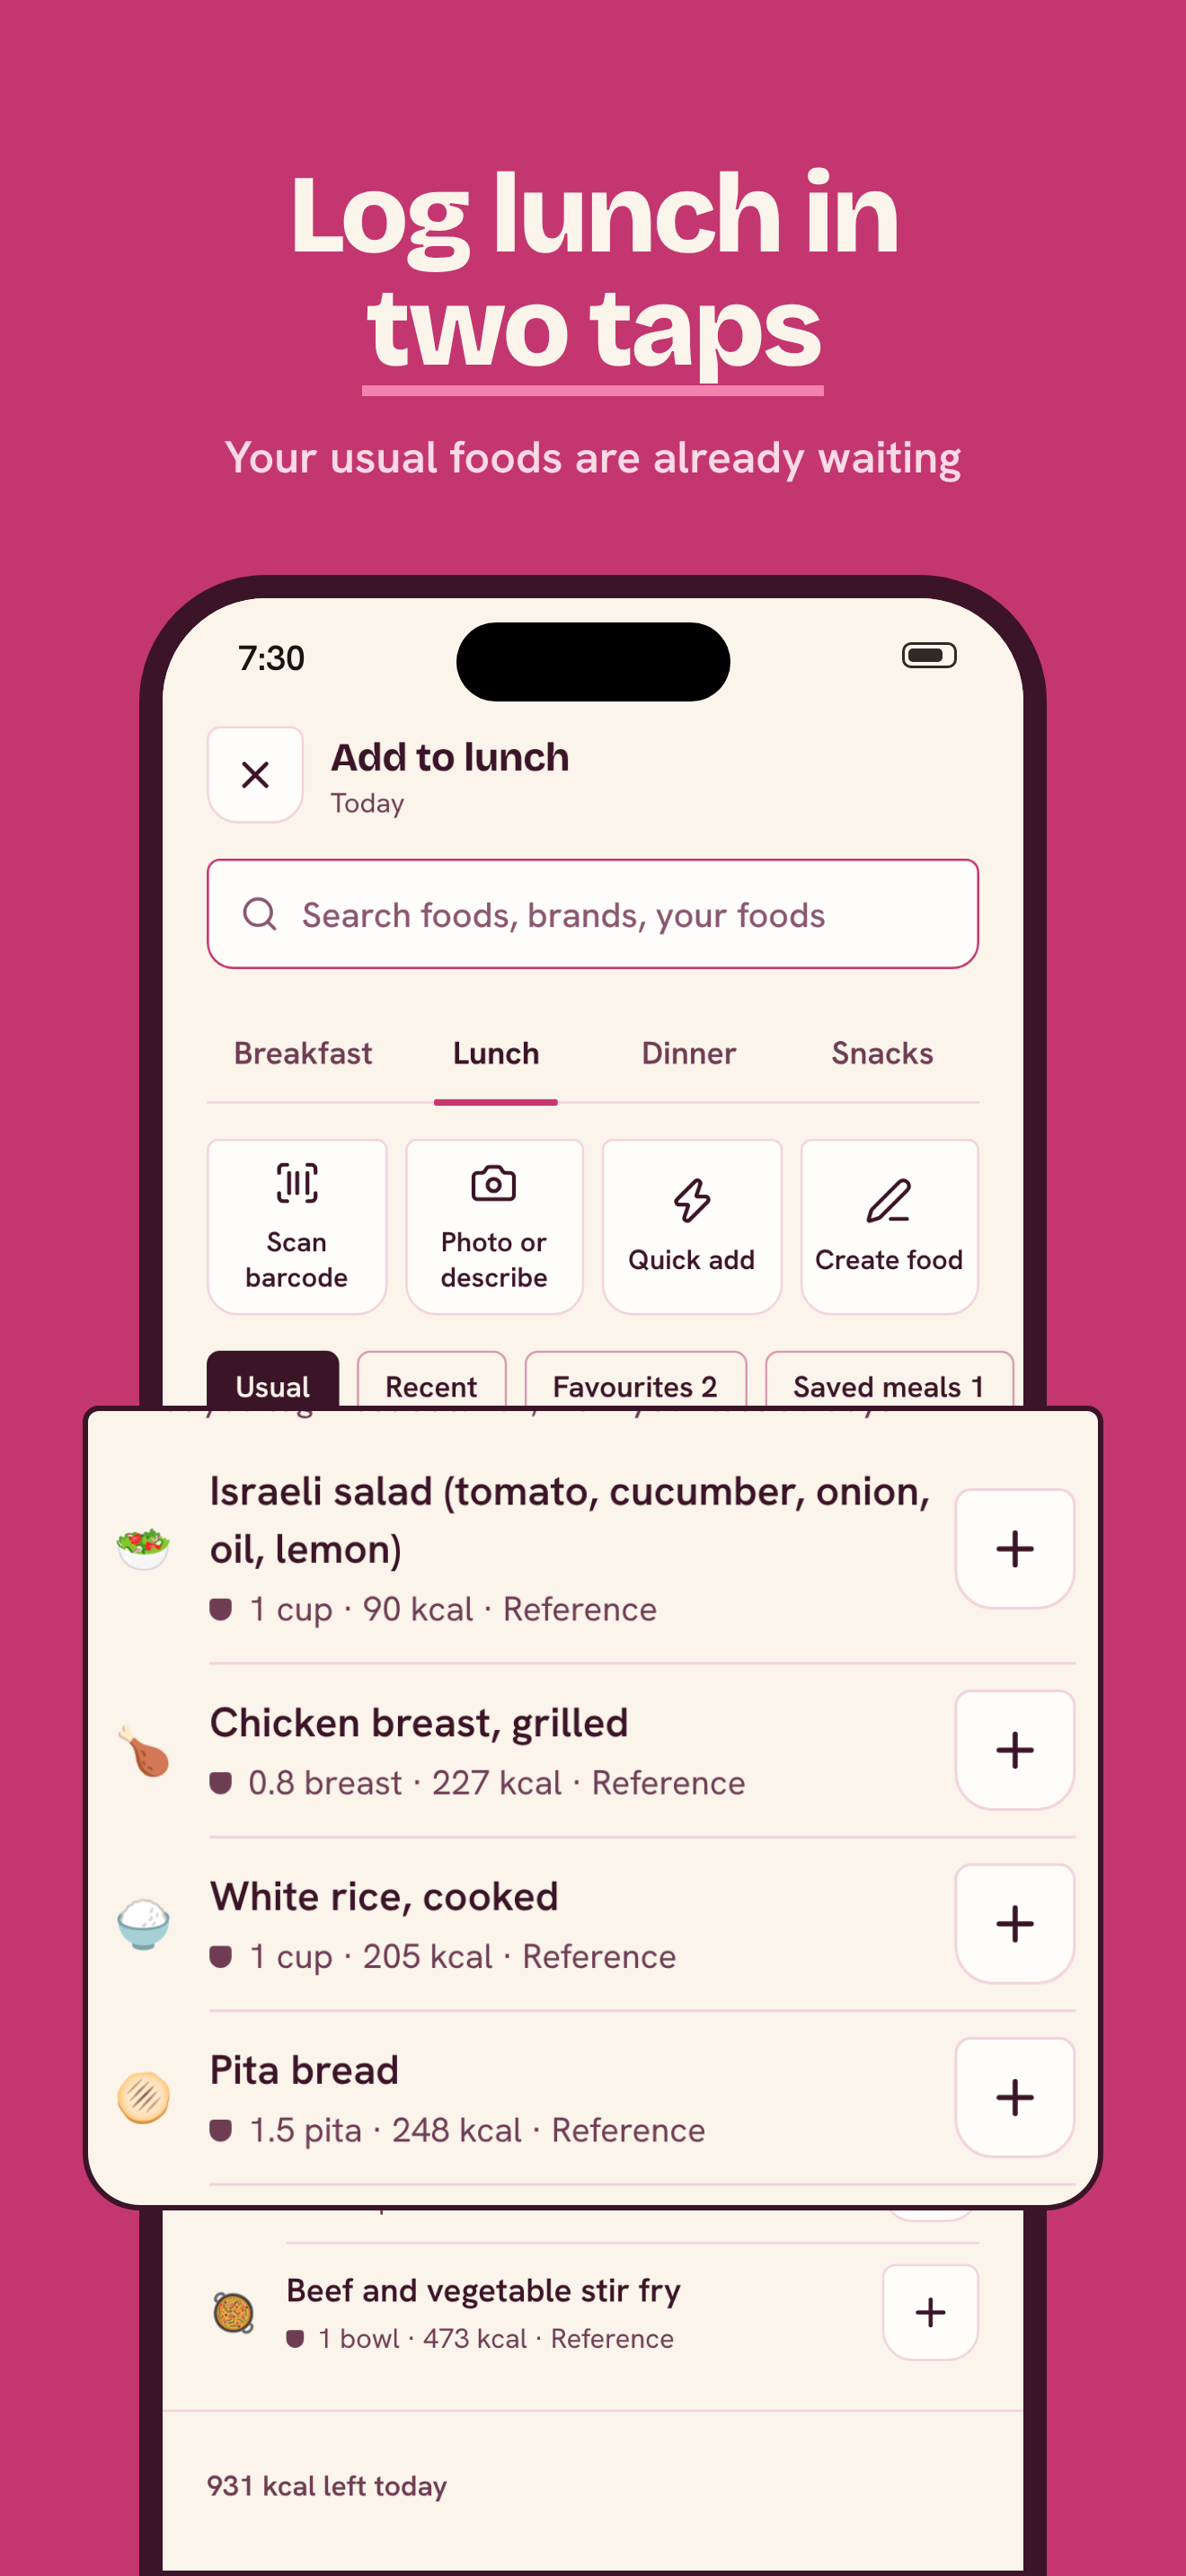 Log lunch in
two taps
Your usual foods are already waiting
7:30
Add to lunch
Today
Search foods, brands, your foods
Breakfast Lunch Dinner Snacks
Scan
barcode
Photo or
describe
Quick add
Create food
Usual Recent Favourites 2 Saved meals 1
Israeli salad (tomato, cucumber, onion,
oil, lemon)
1 cup · 90 kcal · Reference
Chicken breast, grilled
0.8 breast · 227 kcal · Reference
White rice, cooked
1 cup · 205 kcal · Reference
Pita bread
1.5 pita · 248 kcal · Reference
Beef and vegetable stir fry
1 bowl · 473 kcal · Reference
931 kcal left today